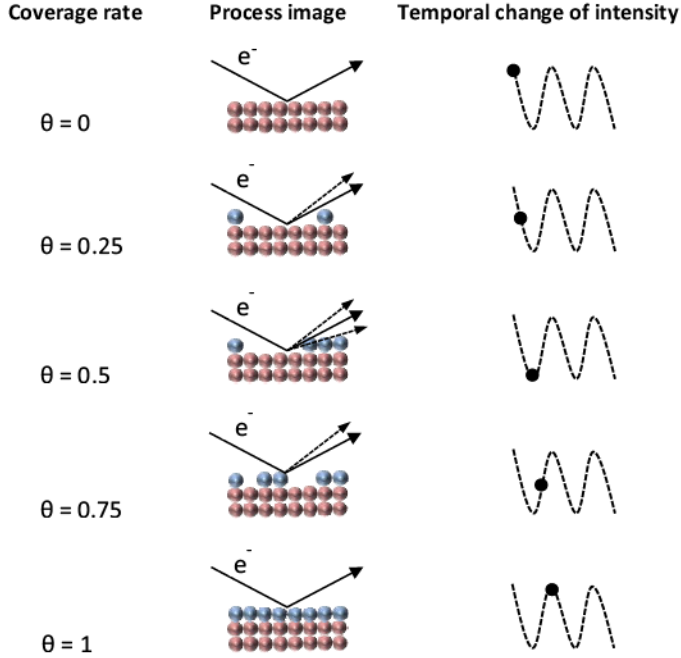 Coverage rate Process image Temporal change of intensity
e-
θ = 0
e-
θ = 0.25
e-
θ = 0.5
e-
θ = 0.75
e-
θ = 1